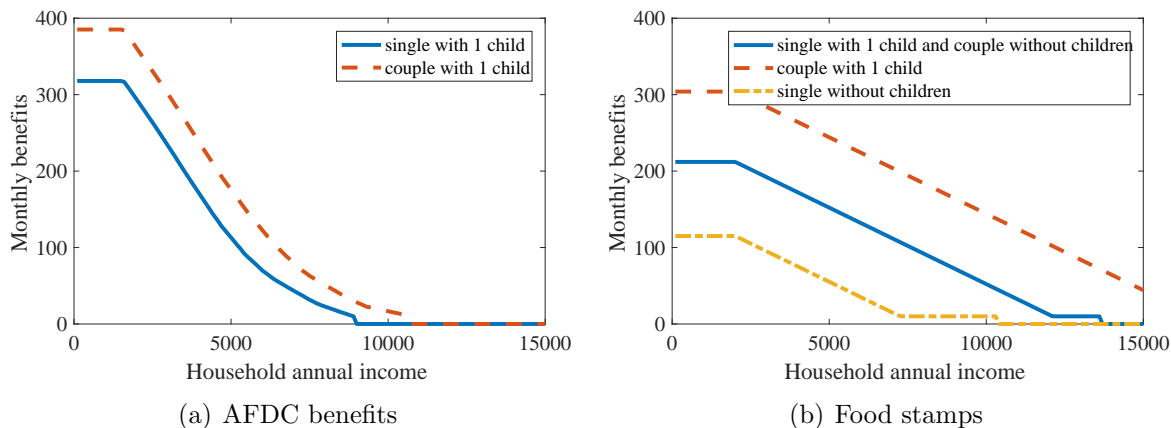 400
300
200
100
0
Monthly benefits
single with 1 child
couple with 1 child
0
5000
10000
15000
Household annual income
(a) AFDC benefits
400
300
200
100
0
Monthly benefits
single with 1 child and couple without children
couple with 1 child
single without children
0
5000
10000
15000
Household annual income
(b) Food stamps